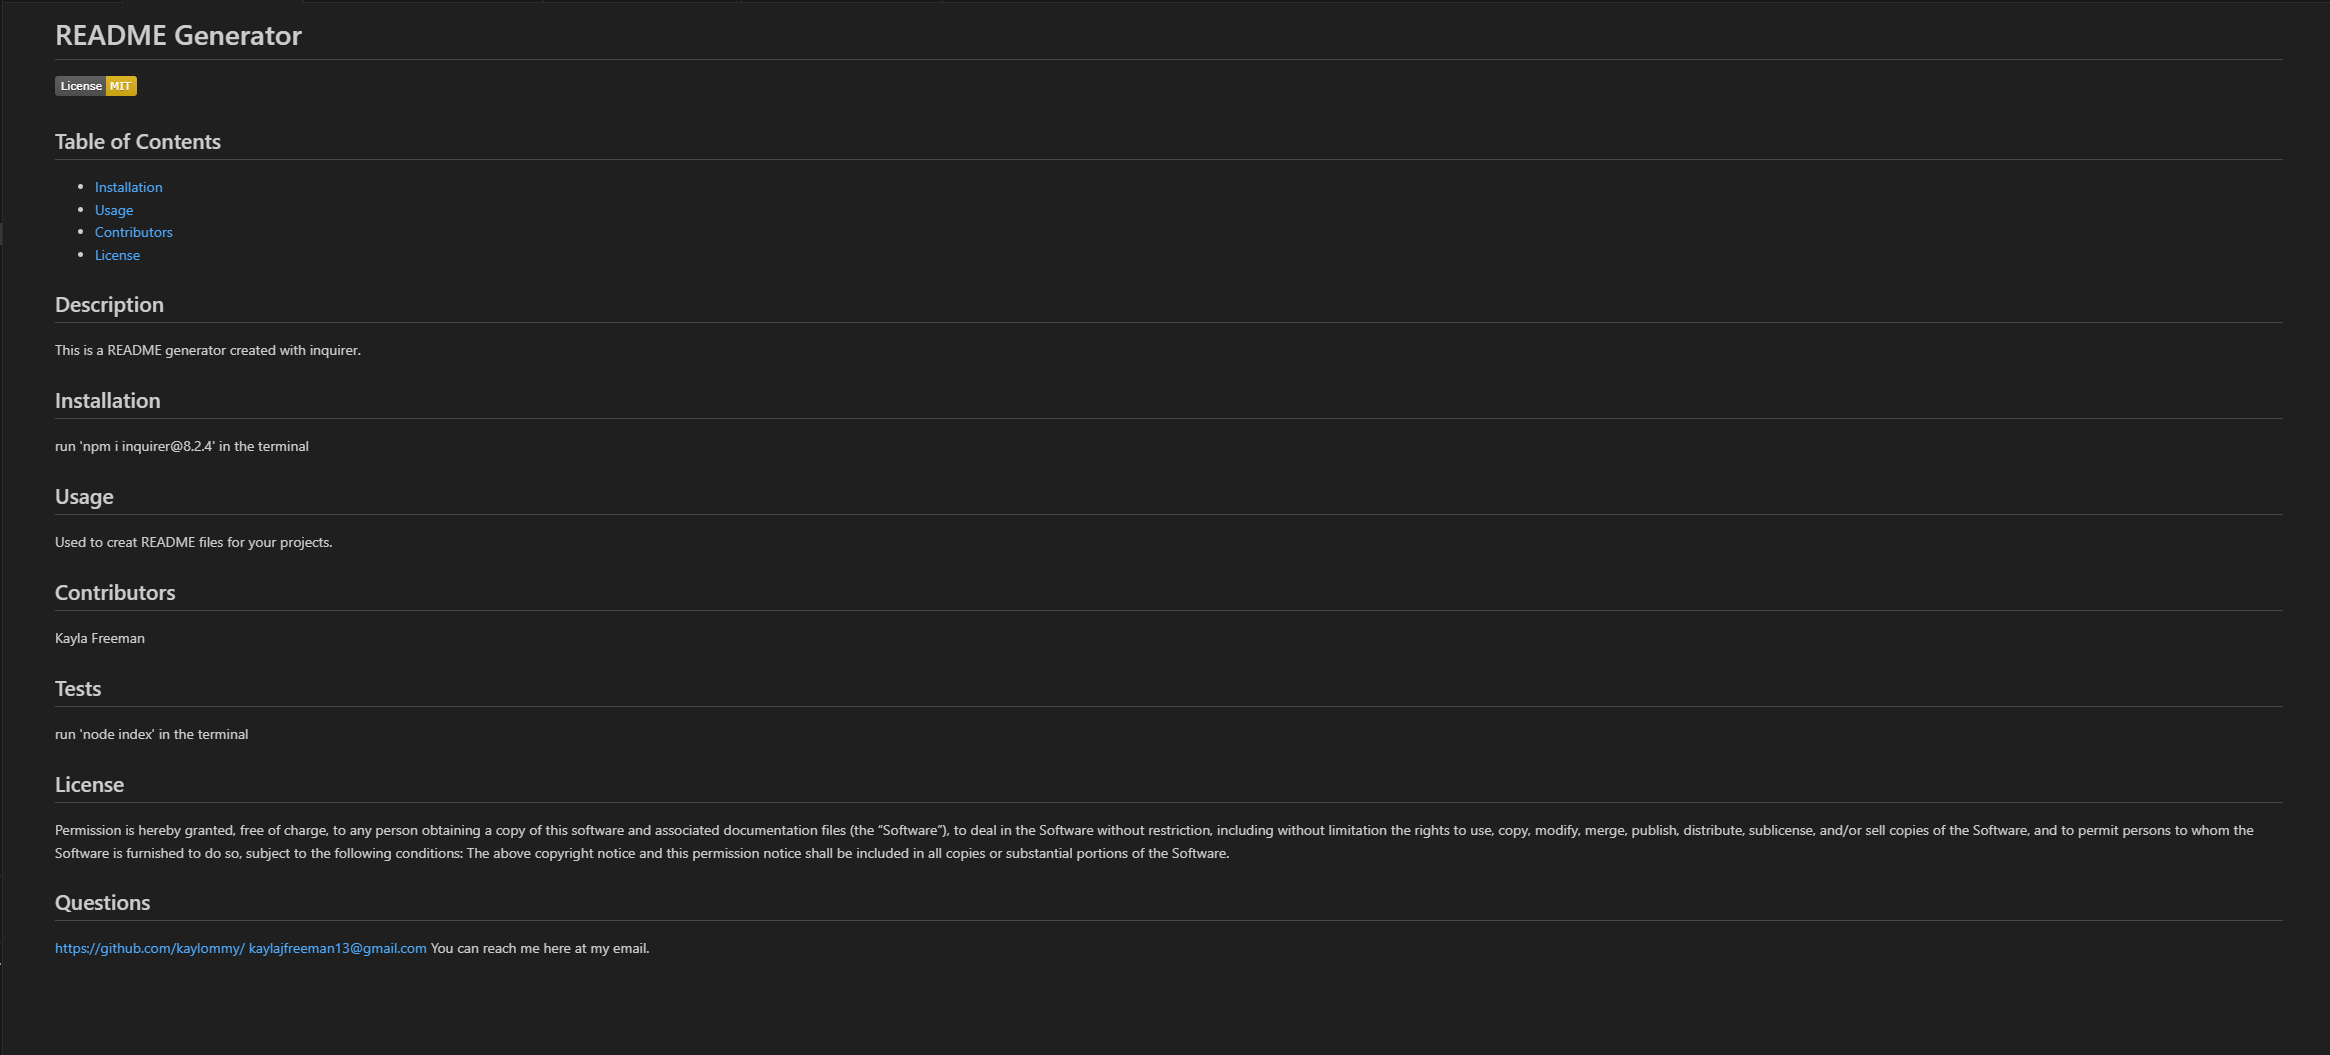 README Generator
License MIT
Table of Contents
Installation
Usage
Contributors
License
Description
This is a README generator created with inquirer.
Installation
run 'npm i inquirer@8.2.4' in the terminal
Usage
Used to creat README files for your projects.
Contributors
Kayla Freeman
Tests
run 'node index' in the terminal
License
Permission is hereby granted, free of charge, to any person obtaining a copy of this software and associated documentation files (the “Software”), to deal in the Software without restriction, including without limitation the rights to use, copy, modify, merge, publish, distribute, sublicense, and/or sell copies of the Software, and to permit persons to whom the
Software is furnished to do so, subject to the following conditions: The above copyright notice and this permission notice shall be included in all copies or substantial portions of the Software.
Questions
https://github.com/kaylommy/ kaylajfreeman13@gmail.com You can reach me here at my email.